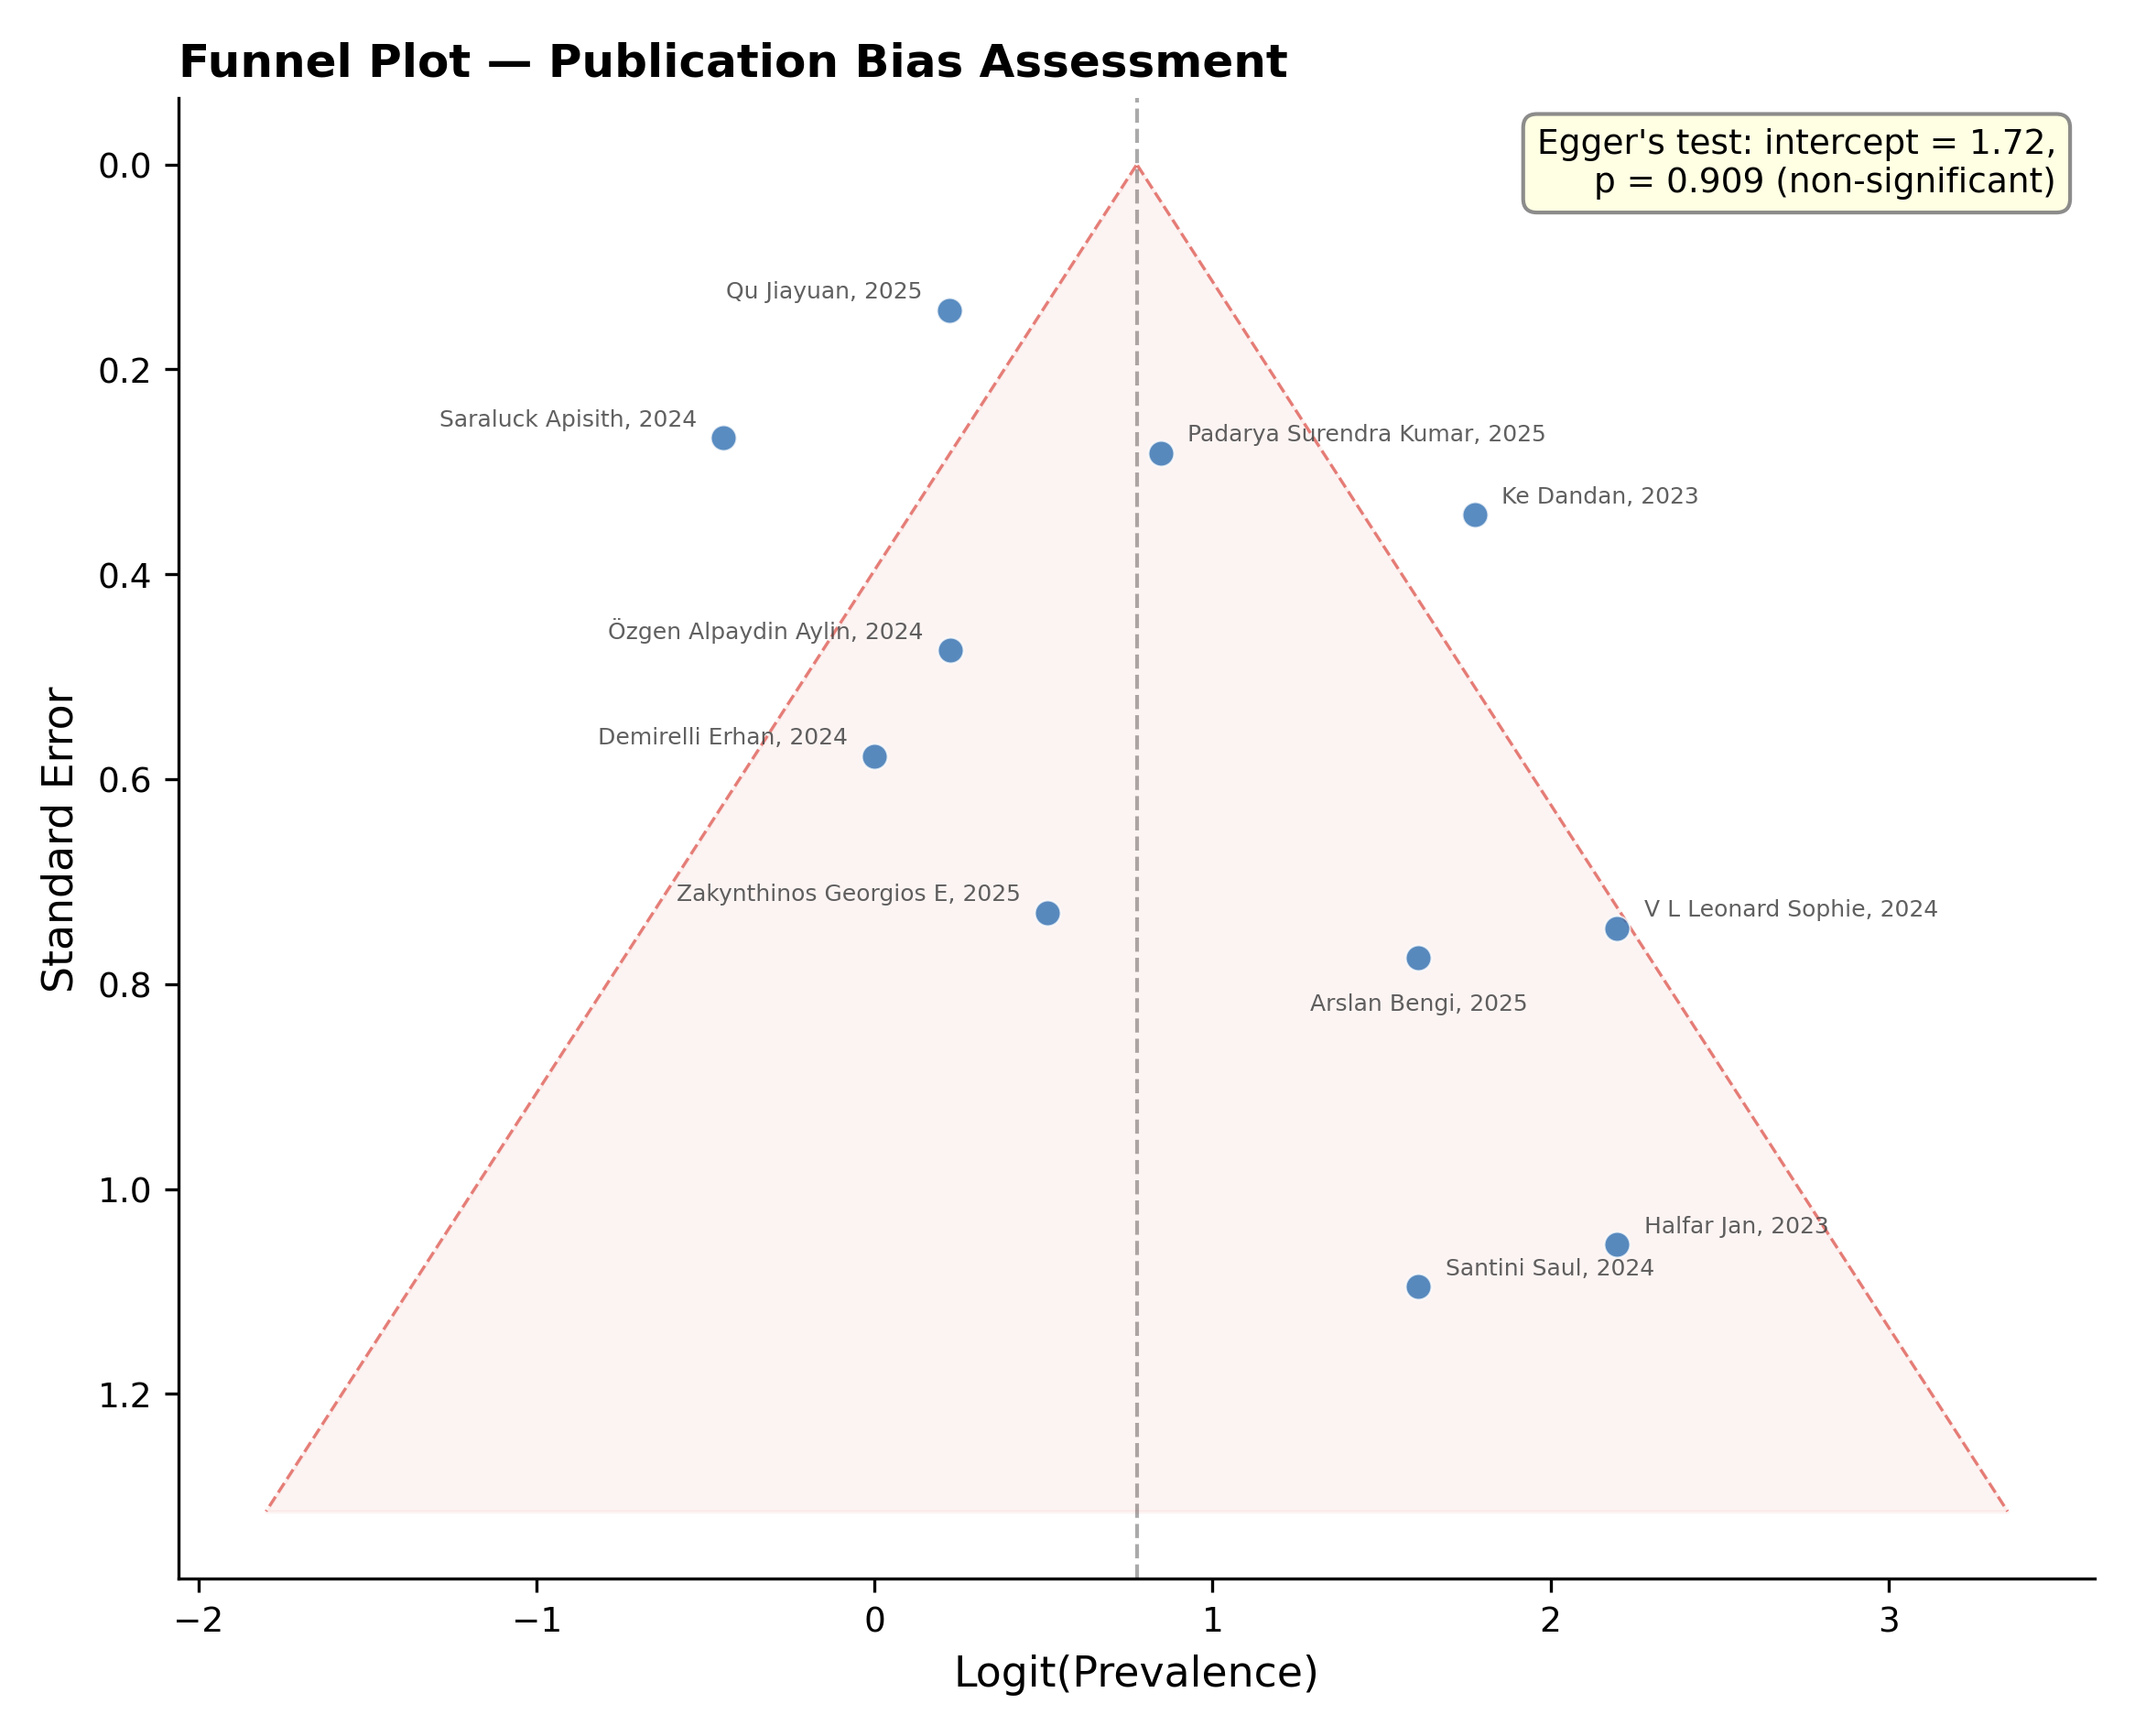 Funnel Plot — Publication Bias Assessment
Egger's test: intercept = 1.72,
p = 0.909 (non-significant)
Qu Jiayuan, 2025
Saraluck Apisith, 2024
Padarya Surendra Kumar, 2025
Ke Dandan, 2023
Özgen Alpaydin Aylin, 2024
Demirelli Erhan, 2024
Zakynthinos Georgios E, 2025
V L Leonard Sophie, 2024
Arslan Bengi, 2025
Halfar Jan, 2023
Santini Saul, 2024
Standard Error
0.0
0.2
0.4
0.6
0.8
1.0
1.2
−2
−1
0
1
2
3
Logit(Prevalence)